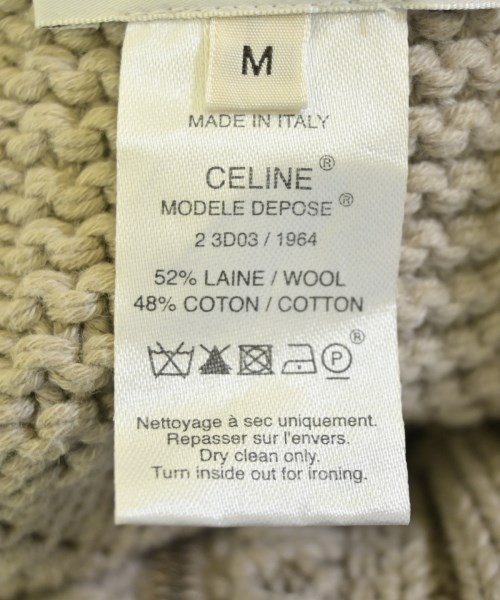 M
MADE IN ITALY
CELINE®
MODELE DEPOSE®
2 3D03 / 1964
52% LAINE / WOOL
48% COTON / COTTON
P ®
Nettoyage à sec uniquement.
Repasser sur l'envers.
Dry clean only.
Turn inside out for ironing.